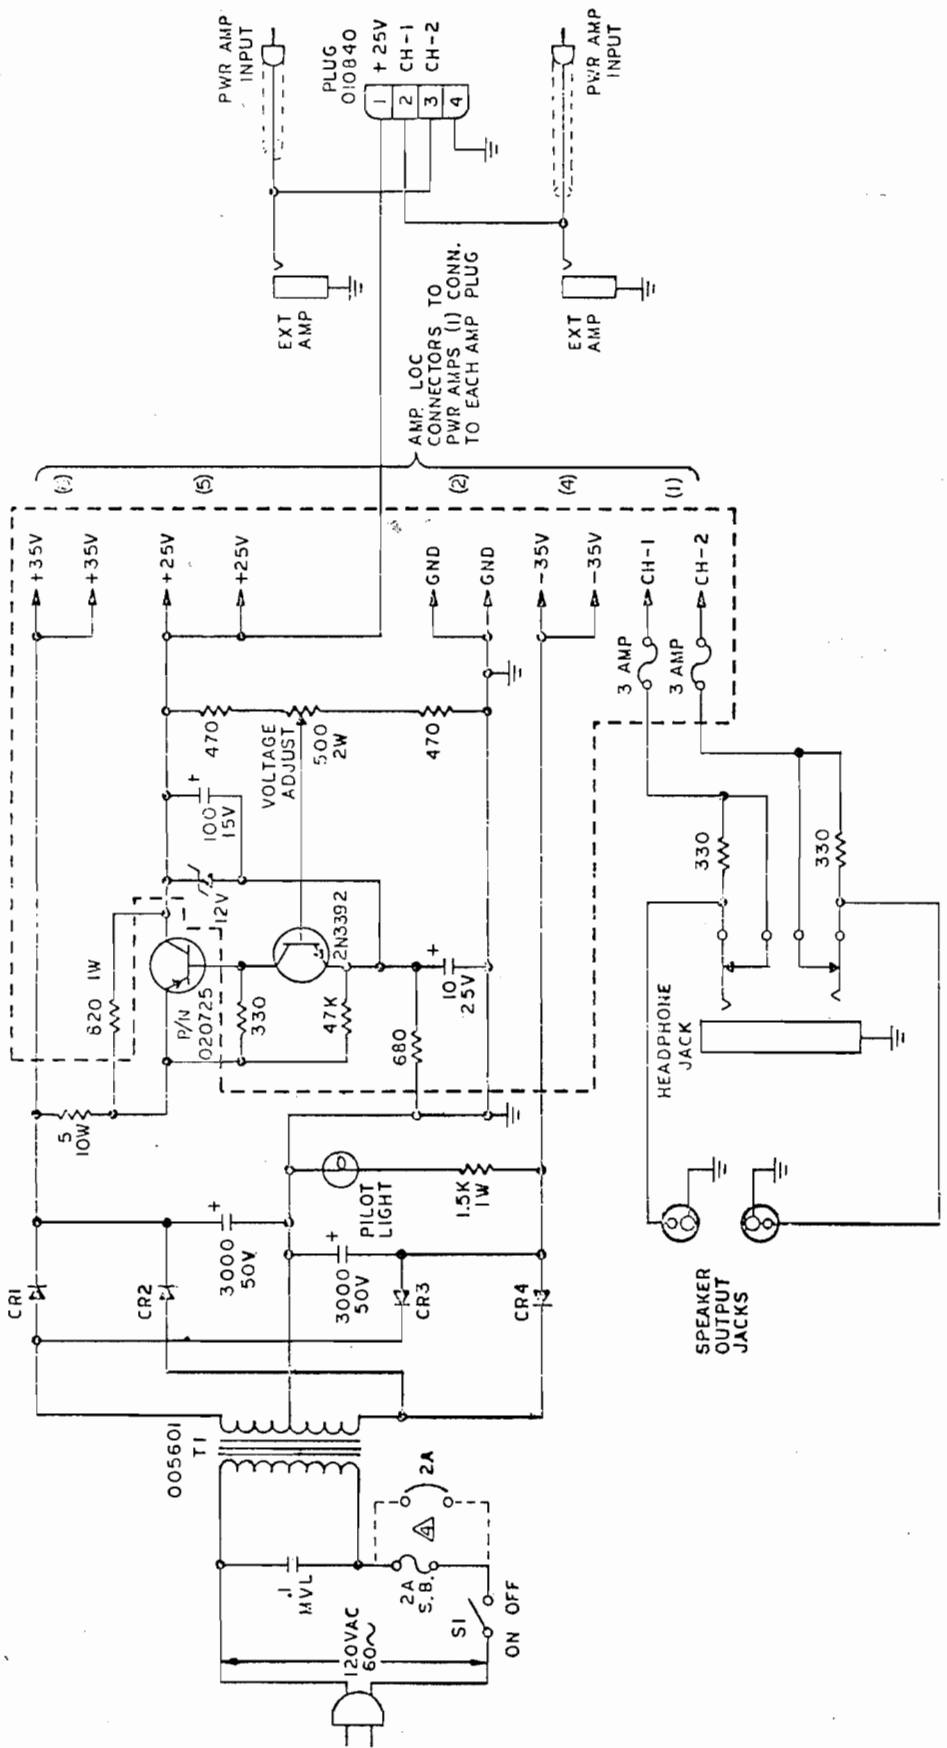 PWR AMP
INPUT
PLUG
010840
+25V
CH-1
CH-2
1
2
3
4
PWR AMP
INPUT
EXT
AMP
EXT
AMP
AMP. LOC
CONNECTORS TO
PWR AMPS (1) CONN.
TO EACH AMP PLUG
(5)
(2)
(4)
(1)
+35V
+35V
+25V
+25V
GND
GND
-35V
-35V
CH-1
CH-2
3 AMP
3 AMP
470
VOLTAGE
ADJUST
500
2W
470
+
100
15V
12V
2N3392
P/N
020725
1W
330
47K
680
+
10
25V
5
10W
330
330
HEADPHONE
JACK
PILOT
LIGHT
1.5K
1W
+
3000
50V
+
3000
50V
CR1
CR2
CR3
CR4
SPEAKER
OUTPUT
JACKS
005601
T1
.1
MVL
2A
S.B.
4
2A
120VAC
60~
S1
ON OFF